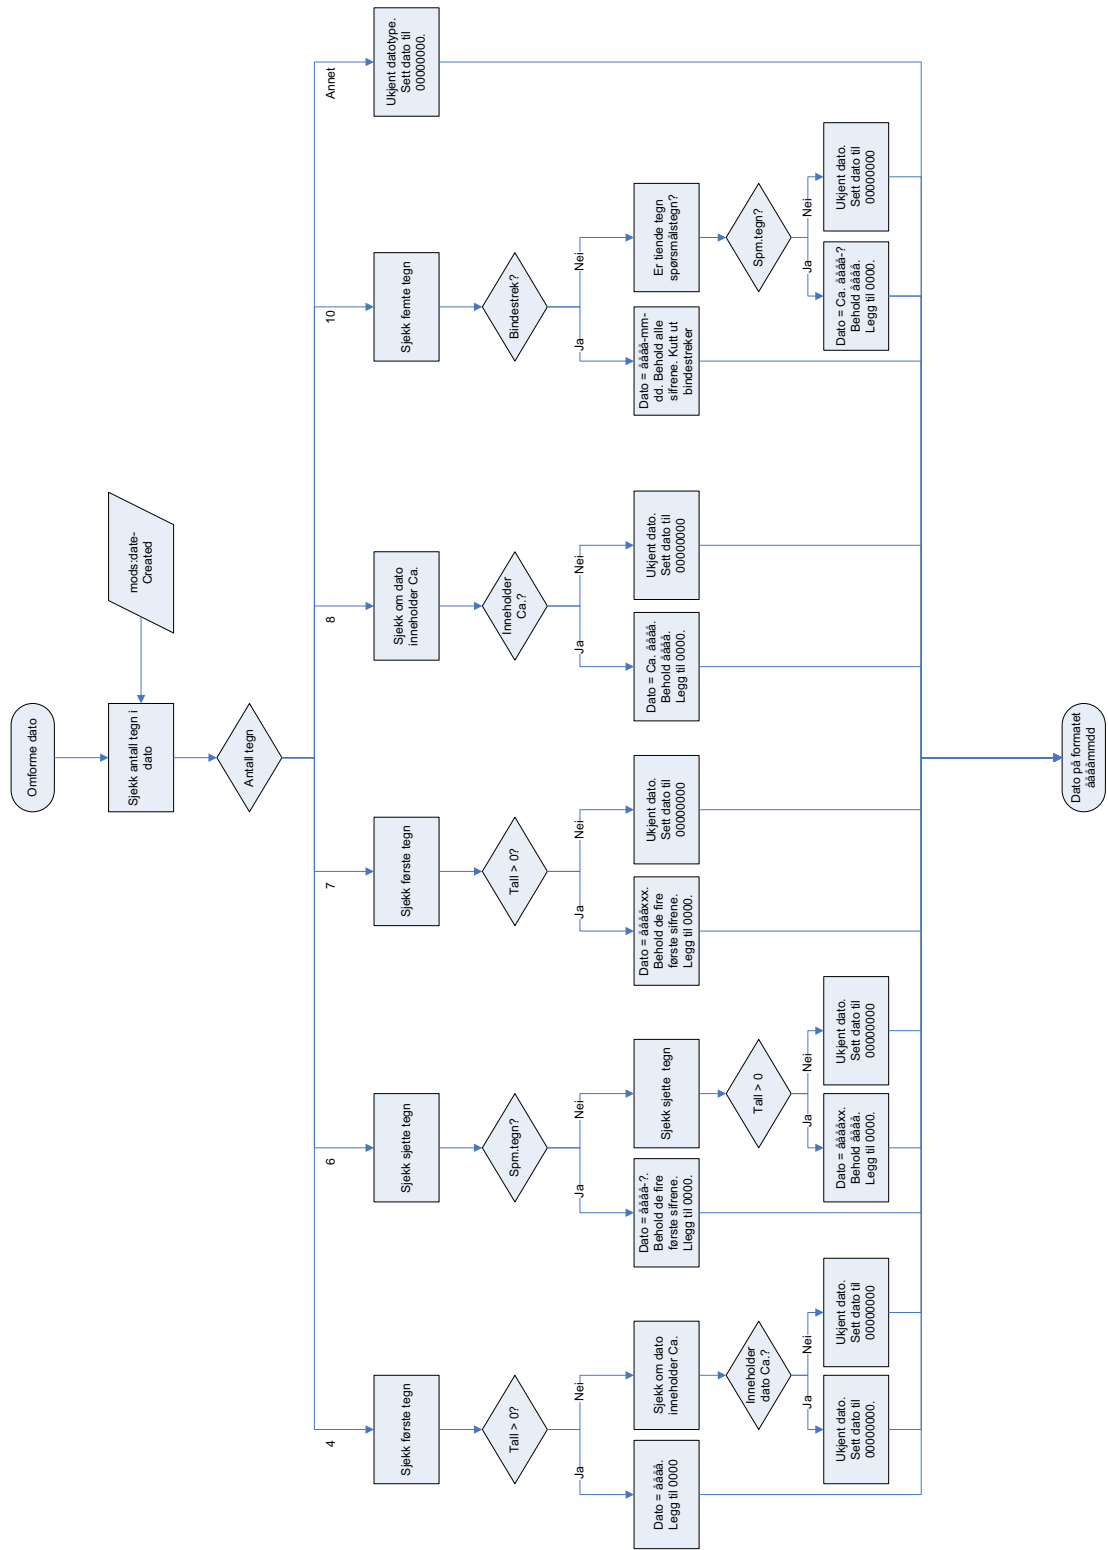 Omforme dato
Sjekk antall tegn i
dato
mods:date-
Created
Antall tegn
4
6
7
8
10
Annet
Sjekk første tegn
Tall > 0?
Ja
Nei
Dato = åååå.
Legg til 0000
Sjekk om dato
inneholder Ca.
Inneholder
dato Ca.?
Ja
Nei
Ukjent dato.
Sett dato til
00000000.
Ukjent dato.
Sett dato til
00000000
Sjekk sjette tegn
Spm.tegn?
Ja
Nei
Dato = åååå-?.
Behold de fire
første sifrene.
Llegg til 0000.
Sjekk sjette tegn
Tall > 0
Ja
Nei
Dato = ååååxx.
Behold åååå.
Legg til 0000.
Ukjent dato.
Sett dato til
00000000
Sjekk første tegn
Tall > 0?
Ja
Nei
Dato = ååååxxx.
Behold de fire
første sifrene.
Legg til 0000.
Ukjent dato.
Sett dato til
00000000
Sjekk om dato
inneholder Ca.
Inneholder
Ca.?
Ja
Nei
Dato = Ca. åååå.
Behold åååå.
Legg til 0000.
Ukjent dato.
Sett dato til
00000000
Sjekk femte tegn
Bindestrek?
Ja
Nei
Dato = åååå-mm-
dd. Behold alle
sifrene. Kutt ut
bindestreker
Er tiende tegn
spørsmålstegn?
Spm.tegn?
Ja
Nei
Dato = Ca. åååå-?
Behold åååå.
Legg til 0000.
Ukjent dato.
Sett dato til
00000000
Ukjent datotype.
Sett dato til
00000000.
Dato på formatet
ååååmmdd